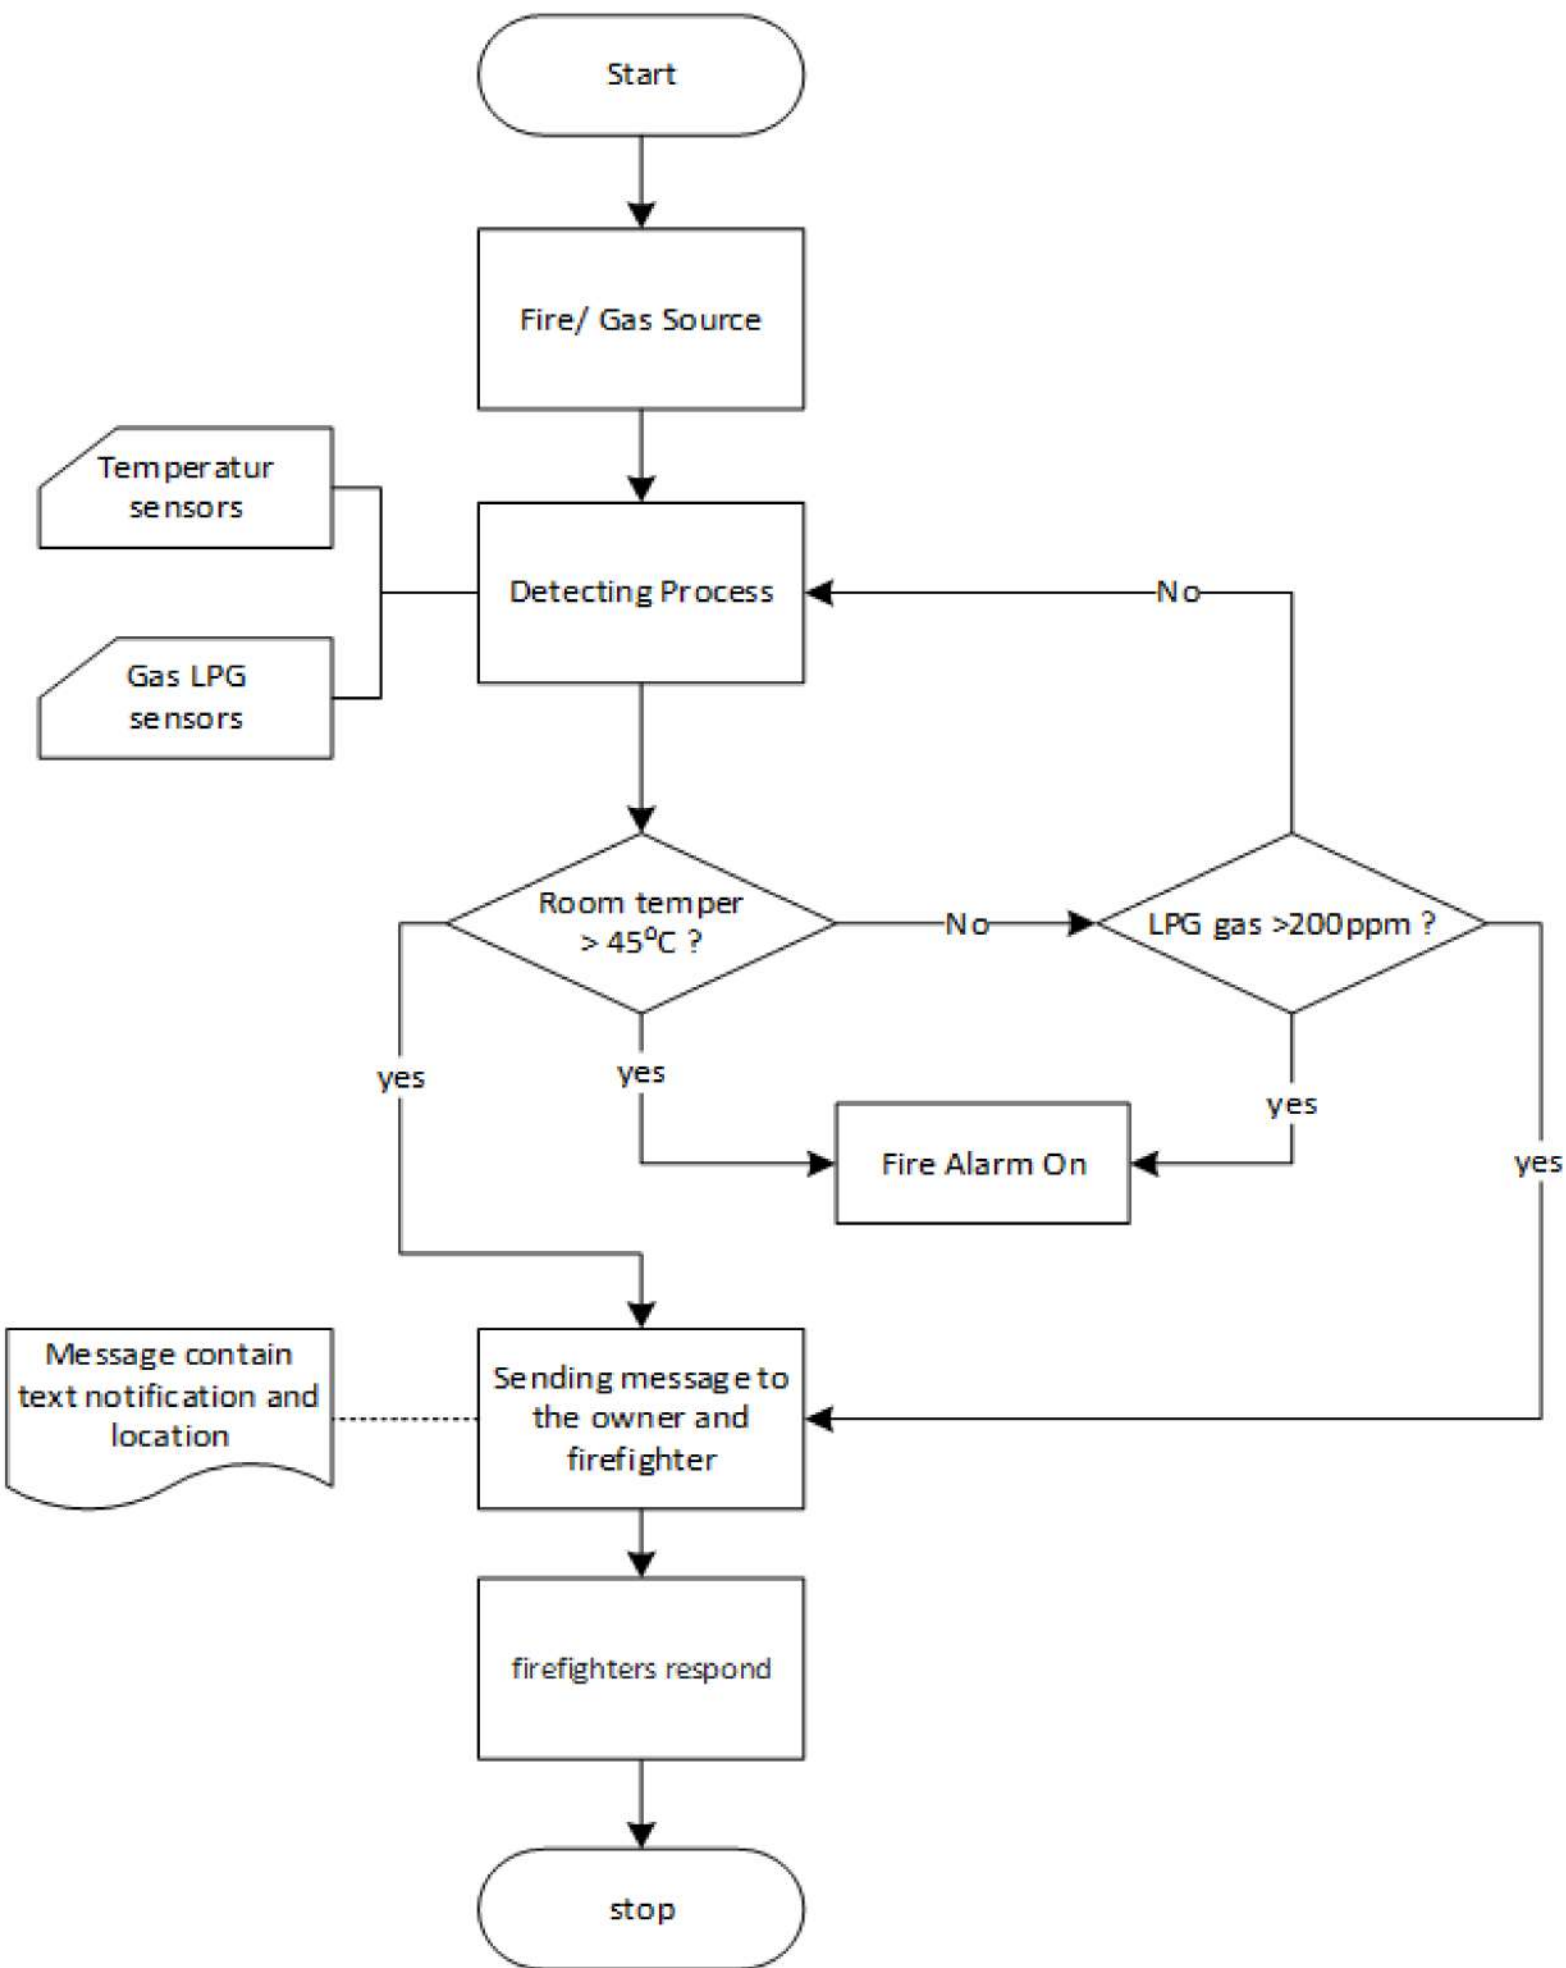 Start
Fire/ Gas Source
Temperatur
sensors
Detecting Process
No
Gas LPG
sensors
Room temper
> 45⁰C ?
No
LPG gas >200ppm ?
yes
yes
yes
Fire Alarm On
yes
Message contain
text notification and
location
Sending message to
the owner and
firefighter
firefighters respond
stop